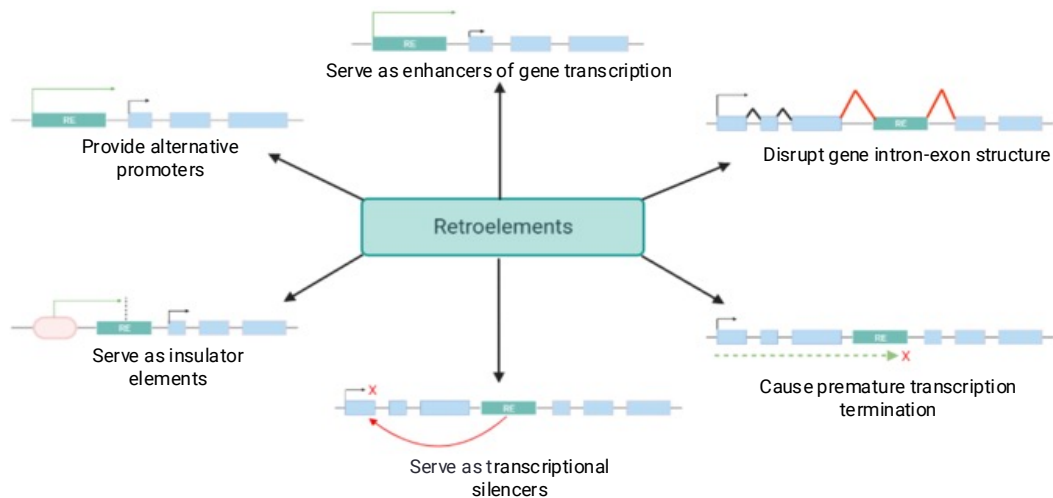 RE
Serve as enhancers of gene transcription
RE
Provide alternative
promoters
RE
Disrupt gene intron-exon structure
Retroelements
RE
Serve as insulator
elements
RE
X
Cause premature transcription
termination
X
RE
Serve as transcriptional
silencers